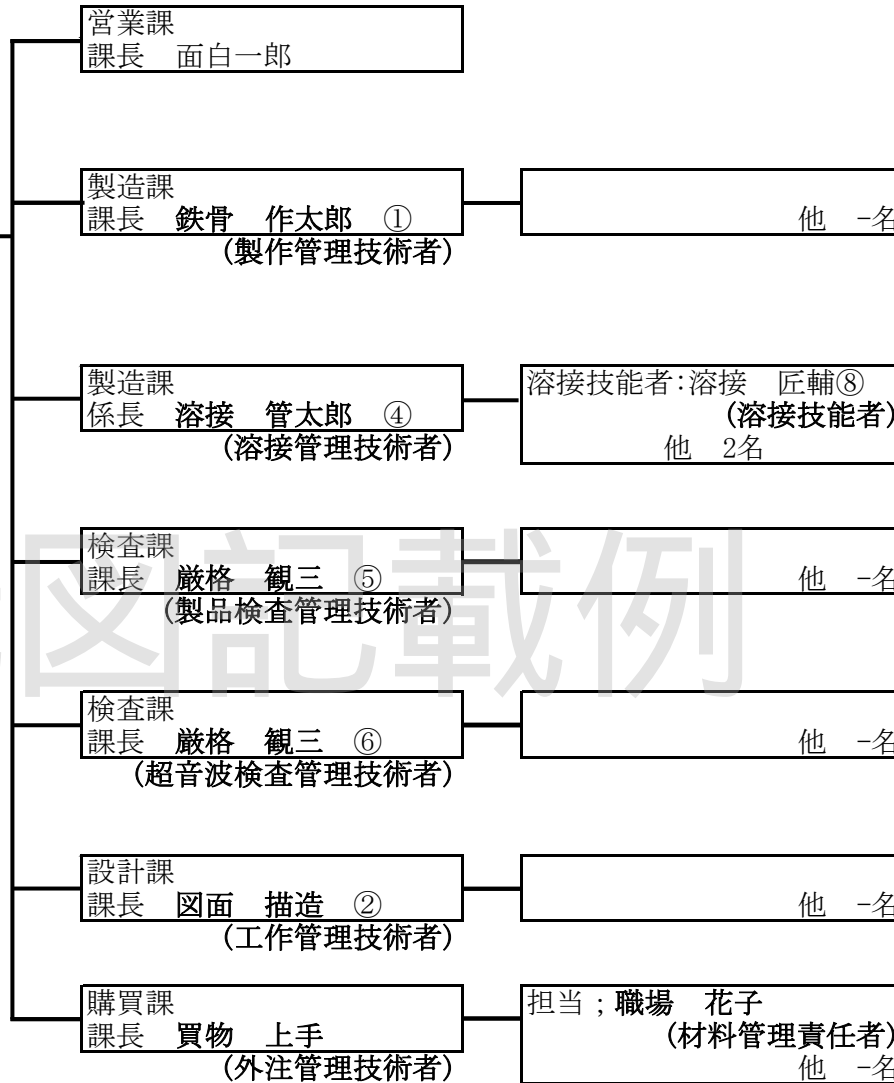 営業課
課長　面白一郎
製造課
課長　鉄骨　作太郎　①
(製作管理技術者)
他　-名
製造課
係長　溶接　管太郎　④
(溶接管理技術者)
溶接技能者:溶接　匠輔⑧
(溶接技能者)
他　2名
検査課
課長　厳格　観三　⑤
(製品検査管理技術者)
他　-名
図記載例
検査課
課長　厳格　観三　⑥
(超音波検査管理技術者)
他　-名
設計課
課長　図面　描造　②
(工作管理技術者)
他　-名
購買課
課長　買物　上手
(外注管理技術者)
担当；職場　花子
(材料管理責任者)
他　-名